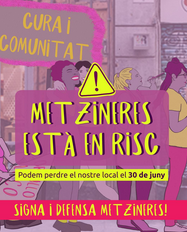 CURA I
COMUNITAT
!
METZINERES
ESTÀ EN RISC
Podem perdre el nostre local el 30 de juny
SIGNA I DEFENSA METZINERES!